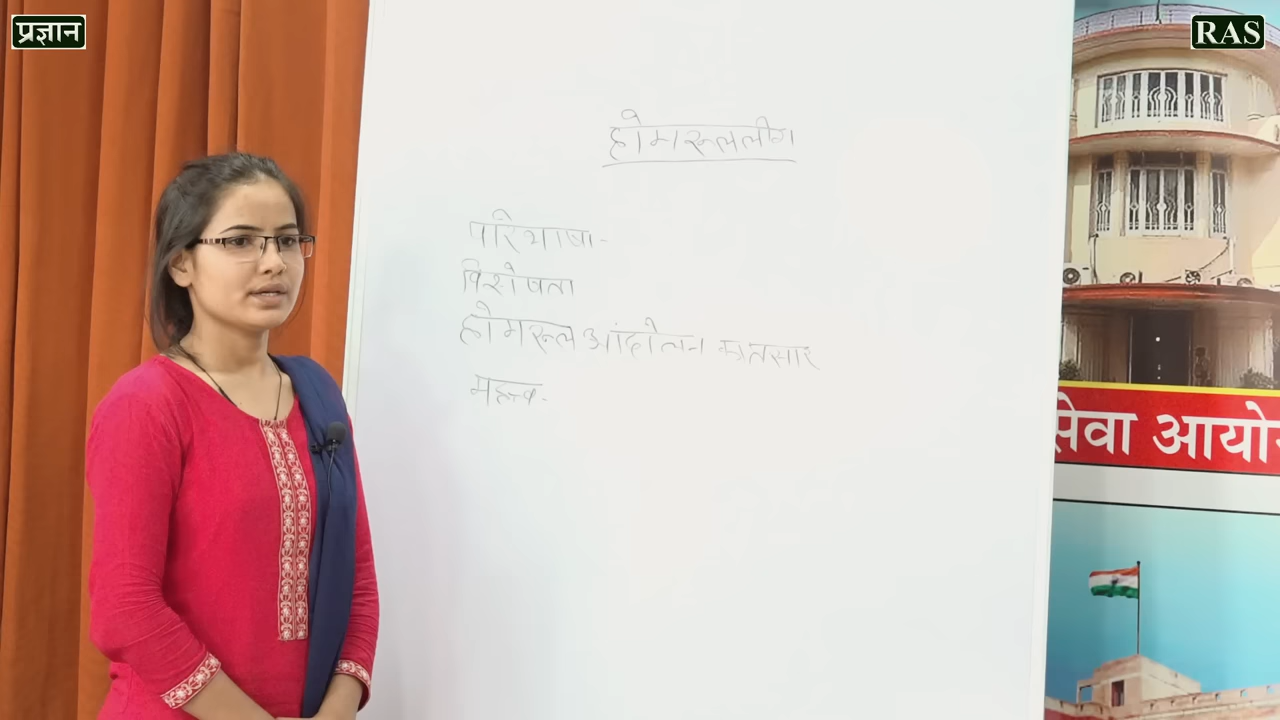 प्रज्ञान
RAS
होमरूललीग
परिभाषा-
विशेषता
होमरूल आंदोलन का
महत्व-
सेवा आयो